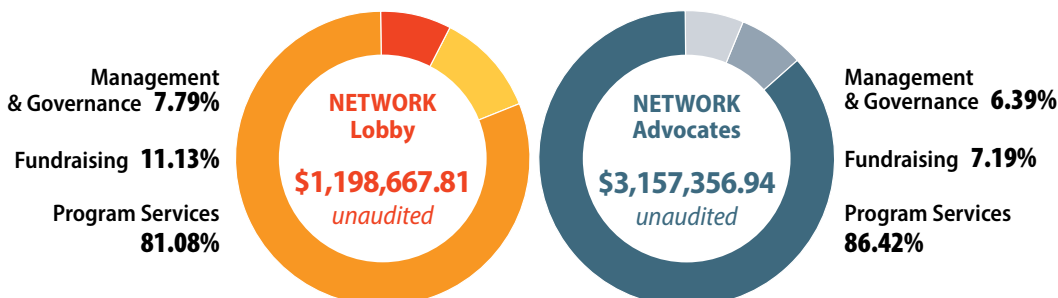 Management
& Governance 7.79%
Fundraising 11.13%
Program Services
81.08%
NETWORK
Lobby
$1,198,667.81
unaudited
NETWORK
Advocates
$3,157,356.94
unaudited
Management
& Governance 6.39%
Fundraising 7.19%
Program Services
86.42%